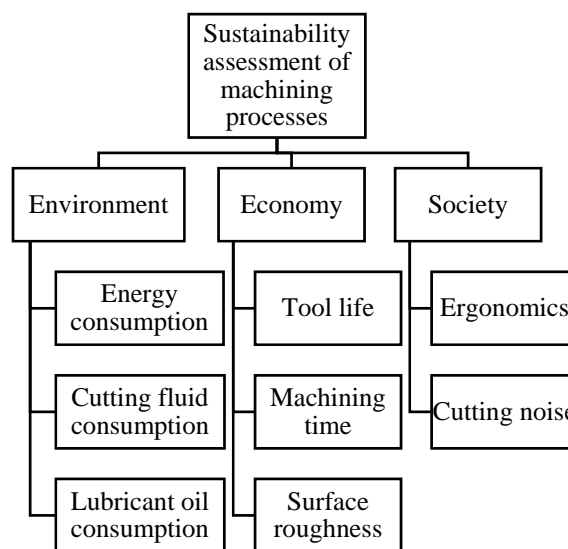 Sustainability
assessment of
machining
processes
Environment
Economy
Society
Energy
consumption
Tool life
Ergonomics
Cutting fluid
consumption
Machining
time
Cutting noise
Lubricant oil
consumption
Surface
roughness